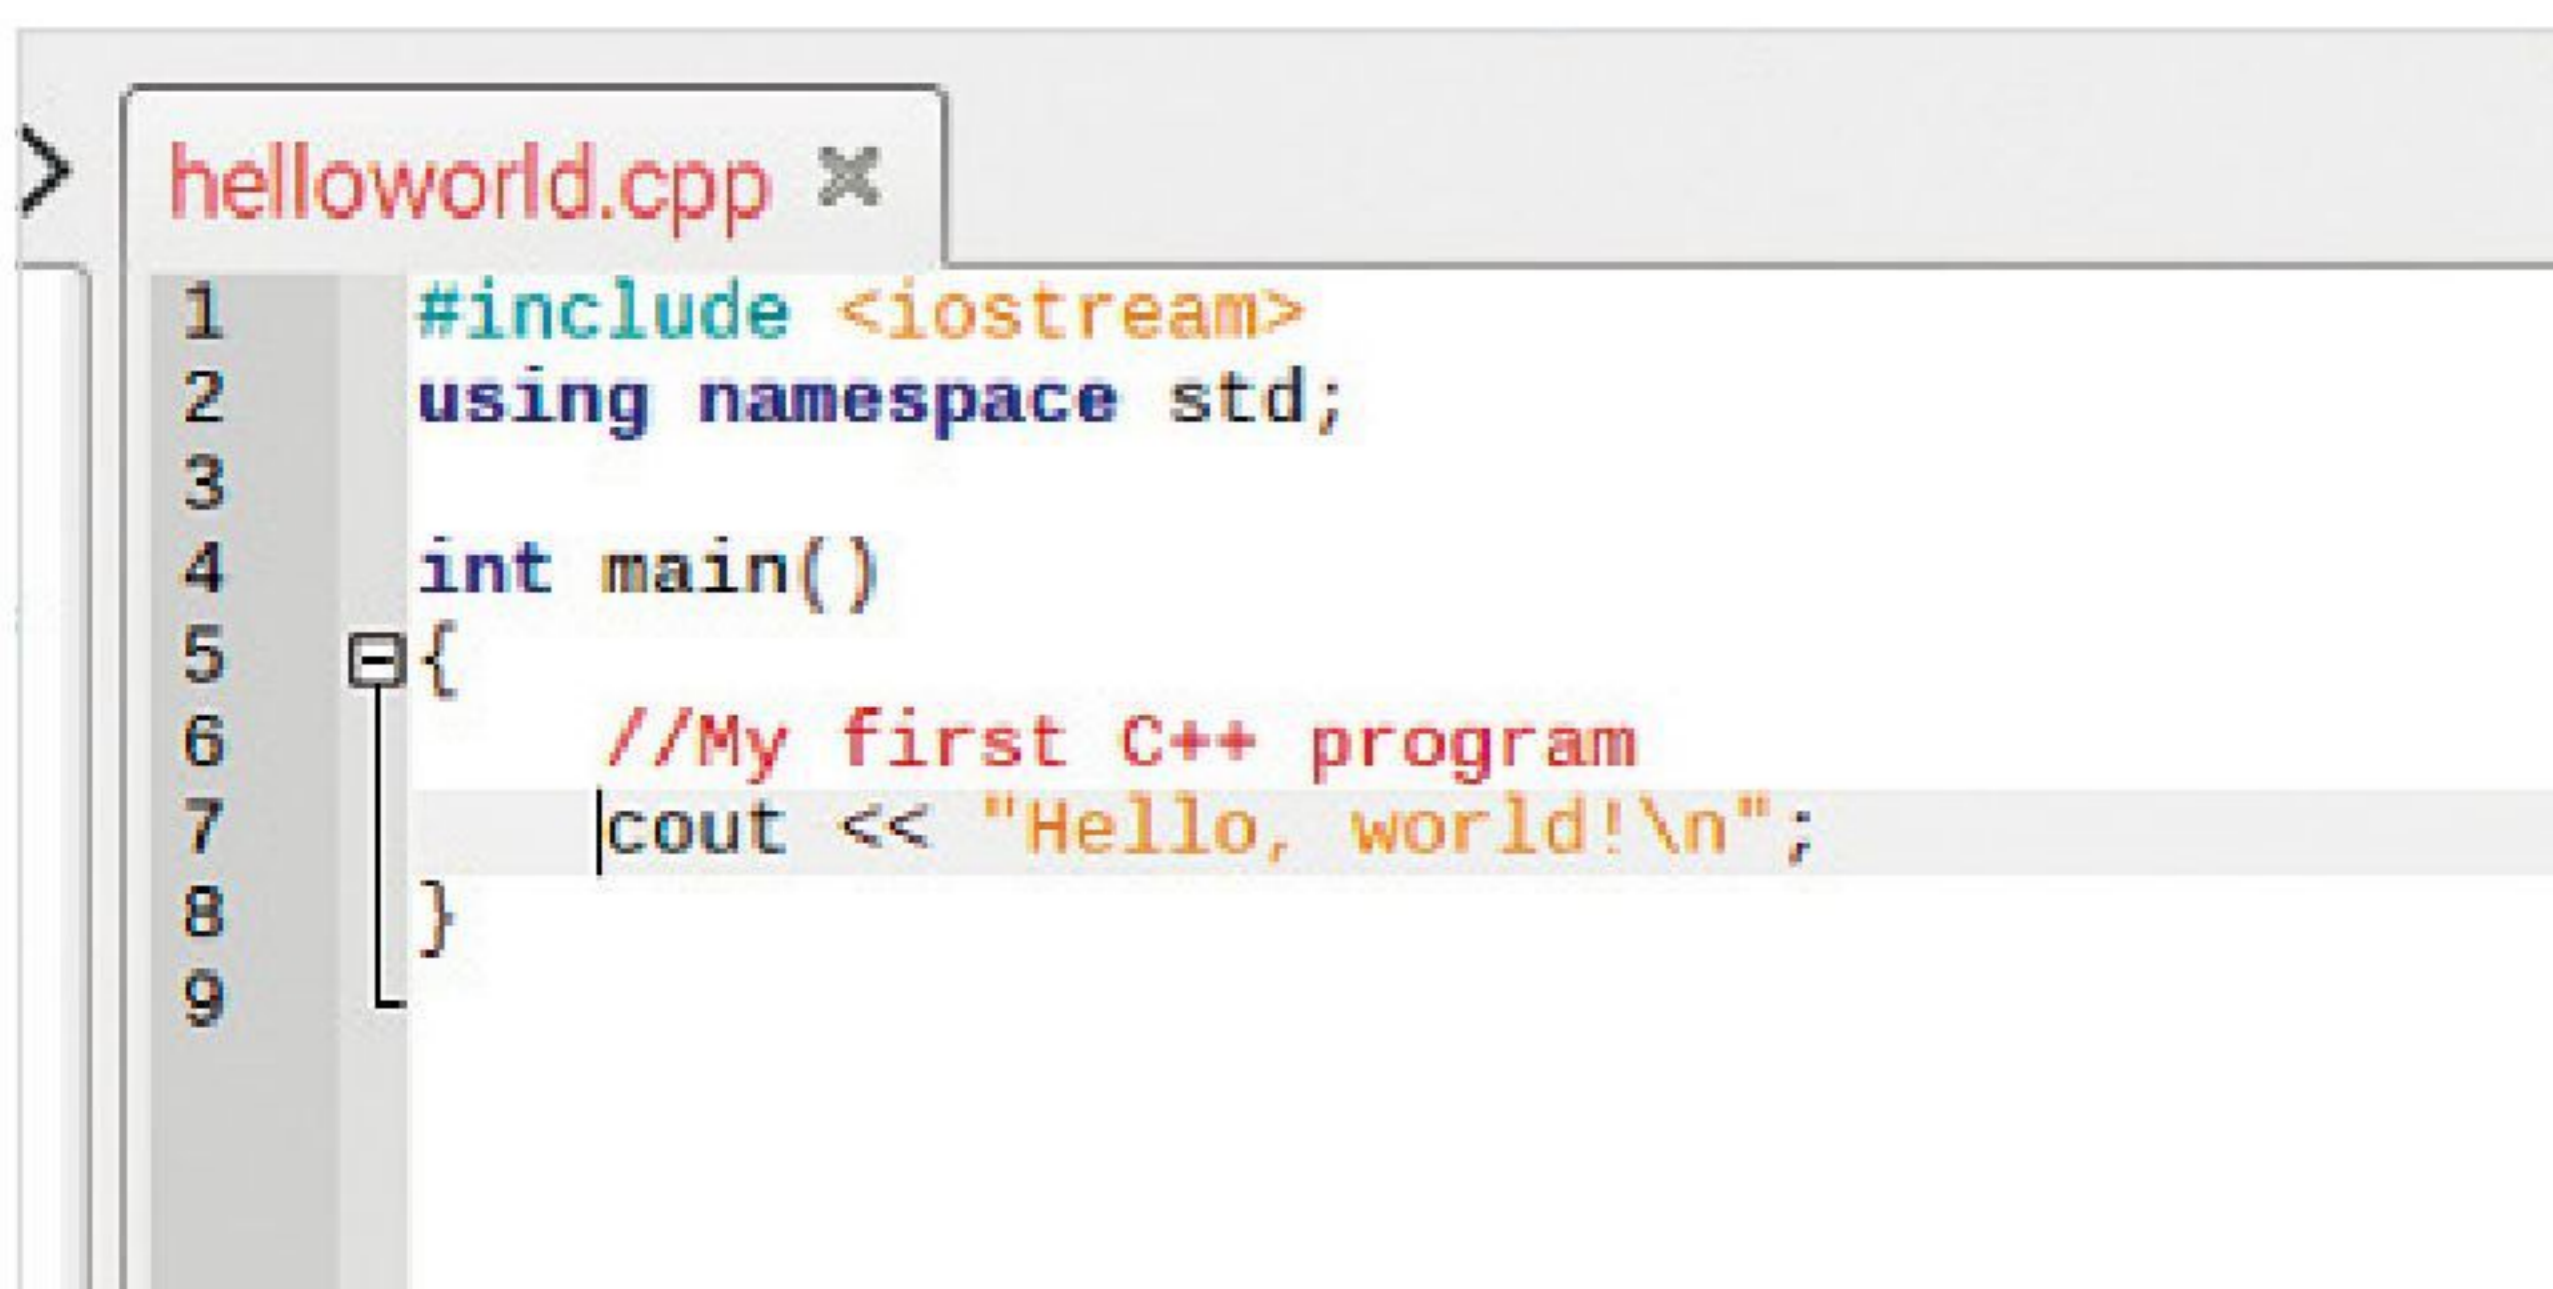 helloworld.cpp
1 #include <iostream>
2 using namespace std;
3
4 int main()
5 {
6     //My first C++ program
7     cout << "Hello, world!\n";
8 }
9